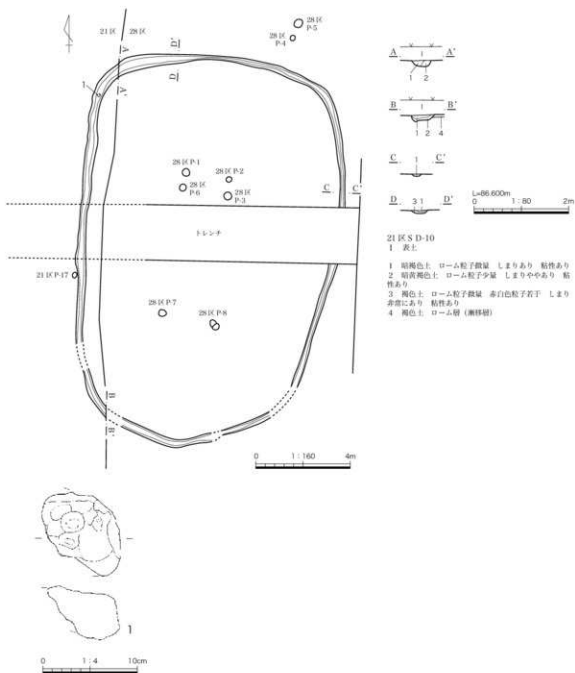 21区 28区
A
A'
D'
D
1
28区 P-5
28区 P-4
28区 P-1
28区 P-2
28区 P-6
28区 P-3
C C'
トレンチ
21区 P-17
28区 P-7
28区 P-8
B
B'
0 1:160 4m
A A'
I
1 2
B B'
I
1 2 4
C C'
1
D D'
3 1
L=86.600m
0 1:80 2m
21区ＳＤ-10
I 表土
1 暗褐色土 ローム粒子微量 しまりあり 粘性あり
2 暗黄褐色土 ローム粒子少量 しまりややあり 粘
性あり
3 褐色土 ローム粒子微量 赤白色粒子若干 しまり
非常にあり 粘性あり
4 褐色土 ローム層（漸移層）
1
0 1:4 10cm